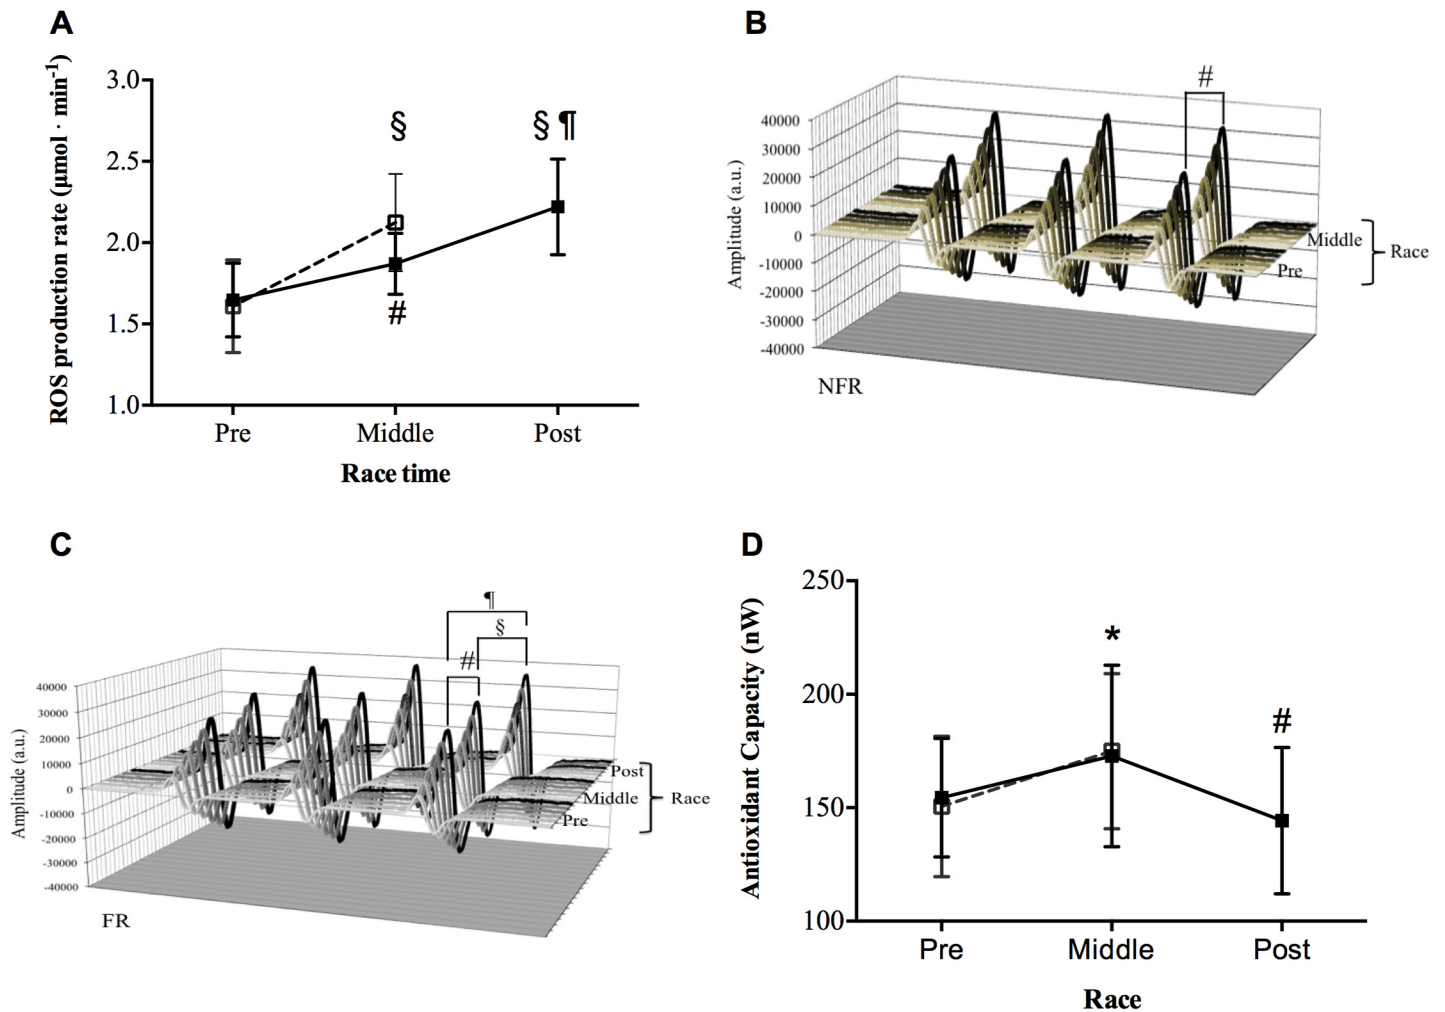 A
ROS production rate (µmol · min-1)
3.0
2.5
2.0
1.5
1.0
§
§ ¶
#
Pre
Middle
Post
Race time
B
#
Amplitude (a.u.)
40000
30000
20000
10000
0
-10000
-20000
-30000
-40000
Middle
Pre
Race
NFR
C
¶
§
#
Amplitude (a.u.)
40000
30000
20000
10000
0
-10000
-20000
-30000
-40000
Post
Middle
Pre
Race
FR
D
Antioxidant Capacity (nW)
250
200
150
100
*
#
Pre
Middle
Post
Race